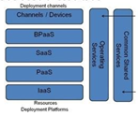 Deployment channels
Channels / Devices
BPaaS
SaaS
PaaS
IaaS
Resources
Deployment Platforms
Operating
Services
Common Shared
Services